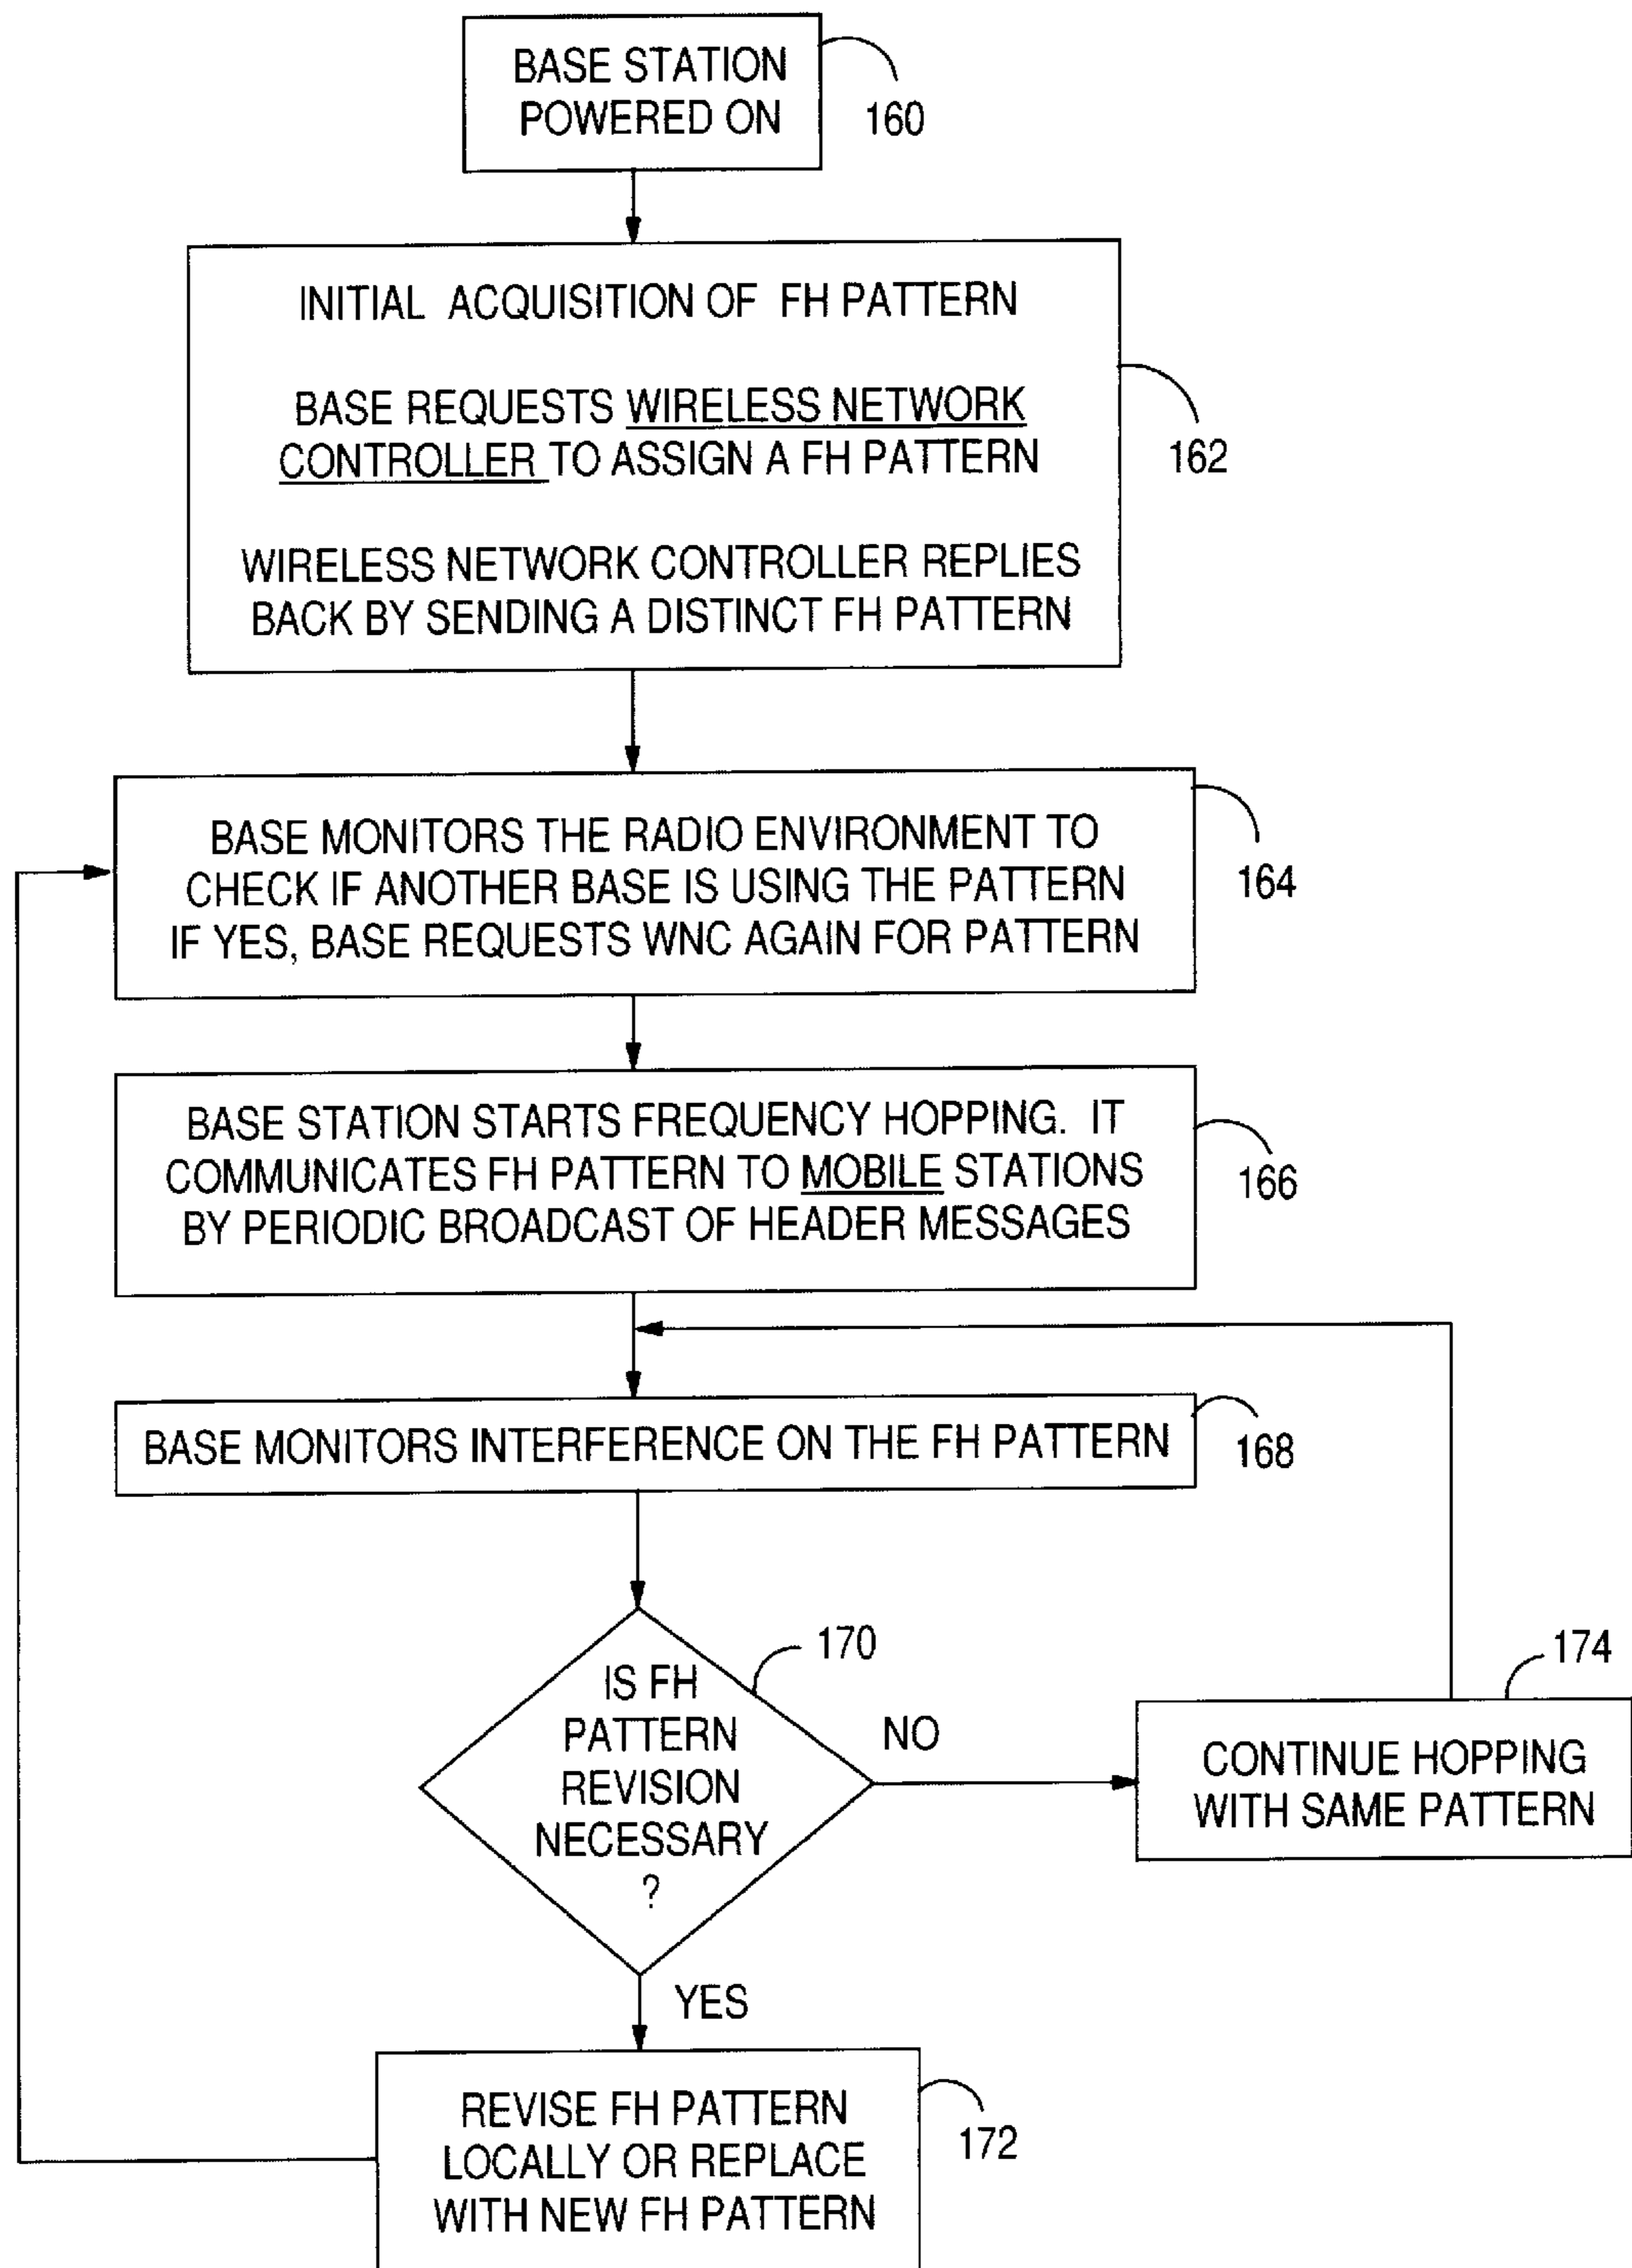 BASE STATION
POWERED ON
160
INITIAL ACQUISITION OF FH PATTERN
BASE REQUESTS WIRELESS NETWORK
CONTROLLER TO ASSIGN A FH PATTERN
WIRELESS NETWORK CONTROLLER REPLIES
BACK BY SENDING A DISTINCT FH PATTERN
162
BASE MONITORS THE RADIO ENVIRONMENT TO
CHECK IF ANOTHER BASE IS USING THE PATTERN
IF YES, BASE REQUESTS WNC AGAIN FOR PATTERN
164
BASE STATION STARTS FREQUENCY HOPPING. IT
COMMUNICATES FH PATTERN TO MOBILE STATIONS
BY PERIODIC BROADCAST OF HEADER MESSAGES
166
BASE MONITORS INTERFERENCE ON THE FH PATTERN
168
IS FH
PATTERN
REVISION
NECESSARY
?
170
NO
CONTINUE HOPPING
WITH SAME PATTERN
174
YES
REVISE FH PATTERN
LOCALLY OR REPLACE
WITH NEW FH PATTERN
172